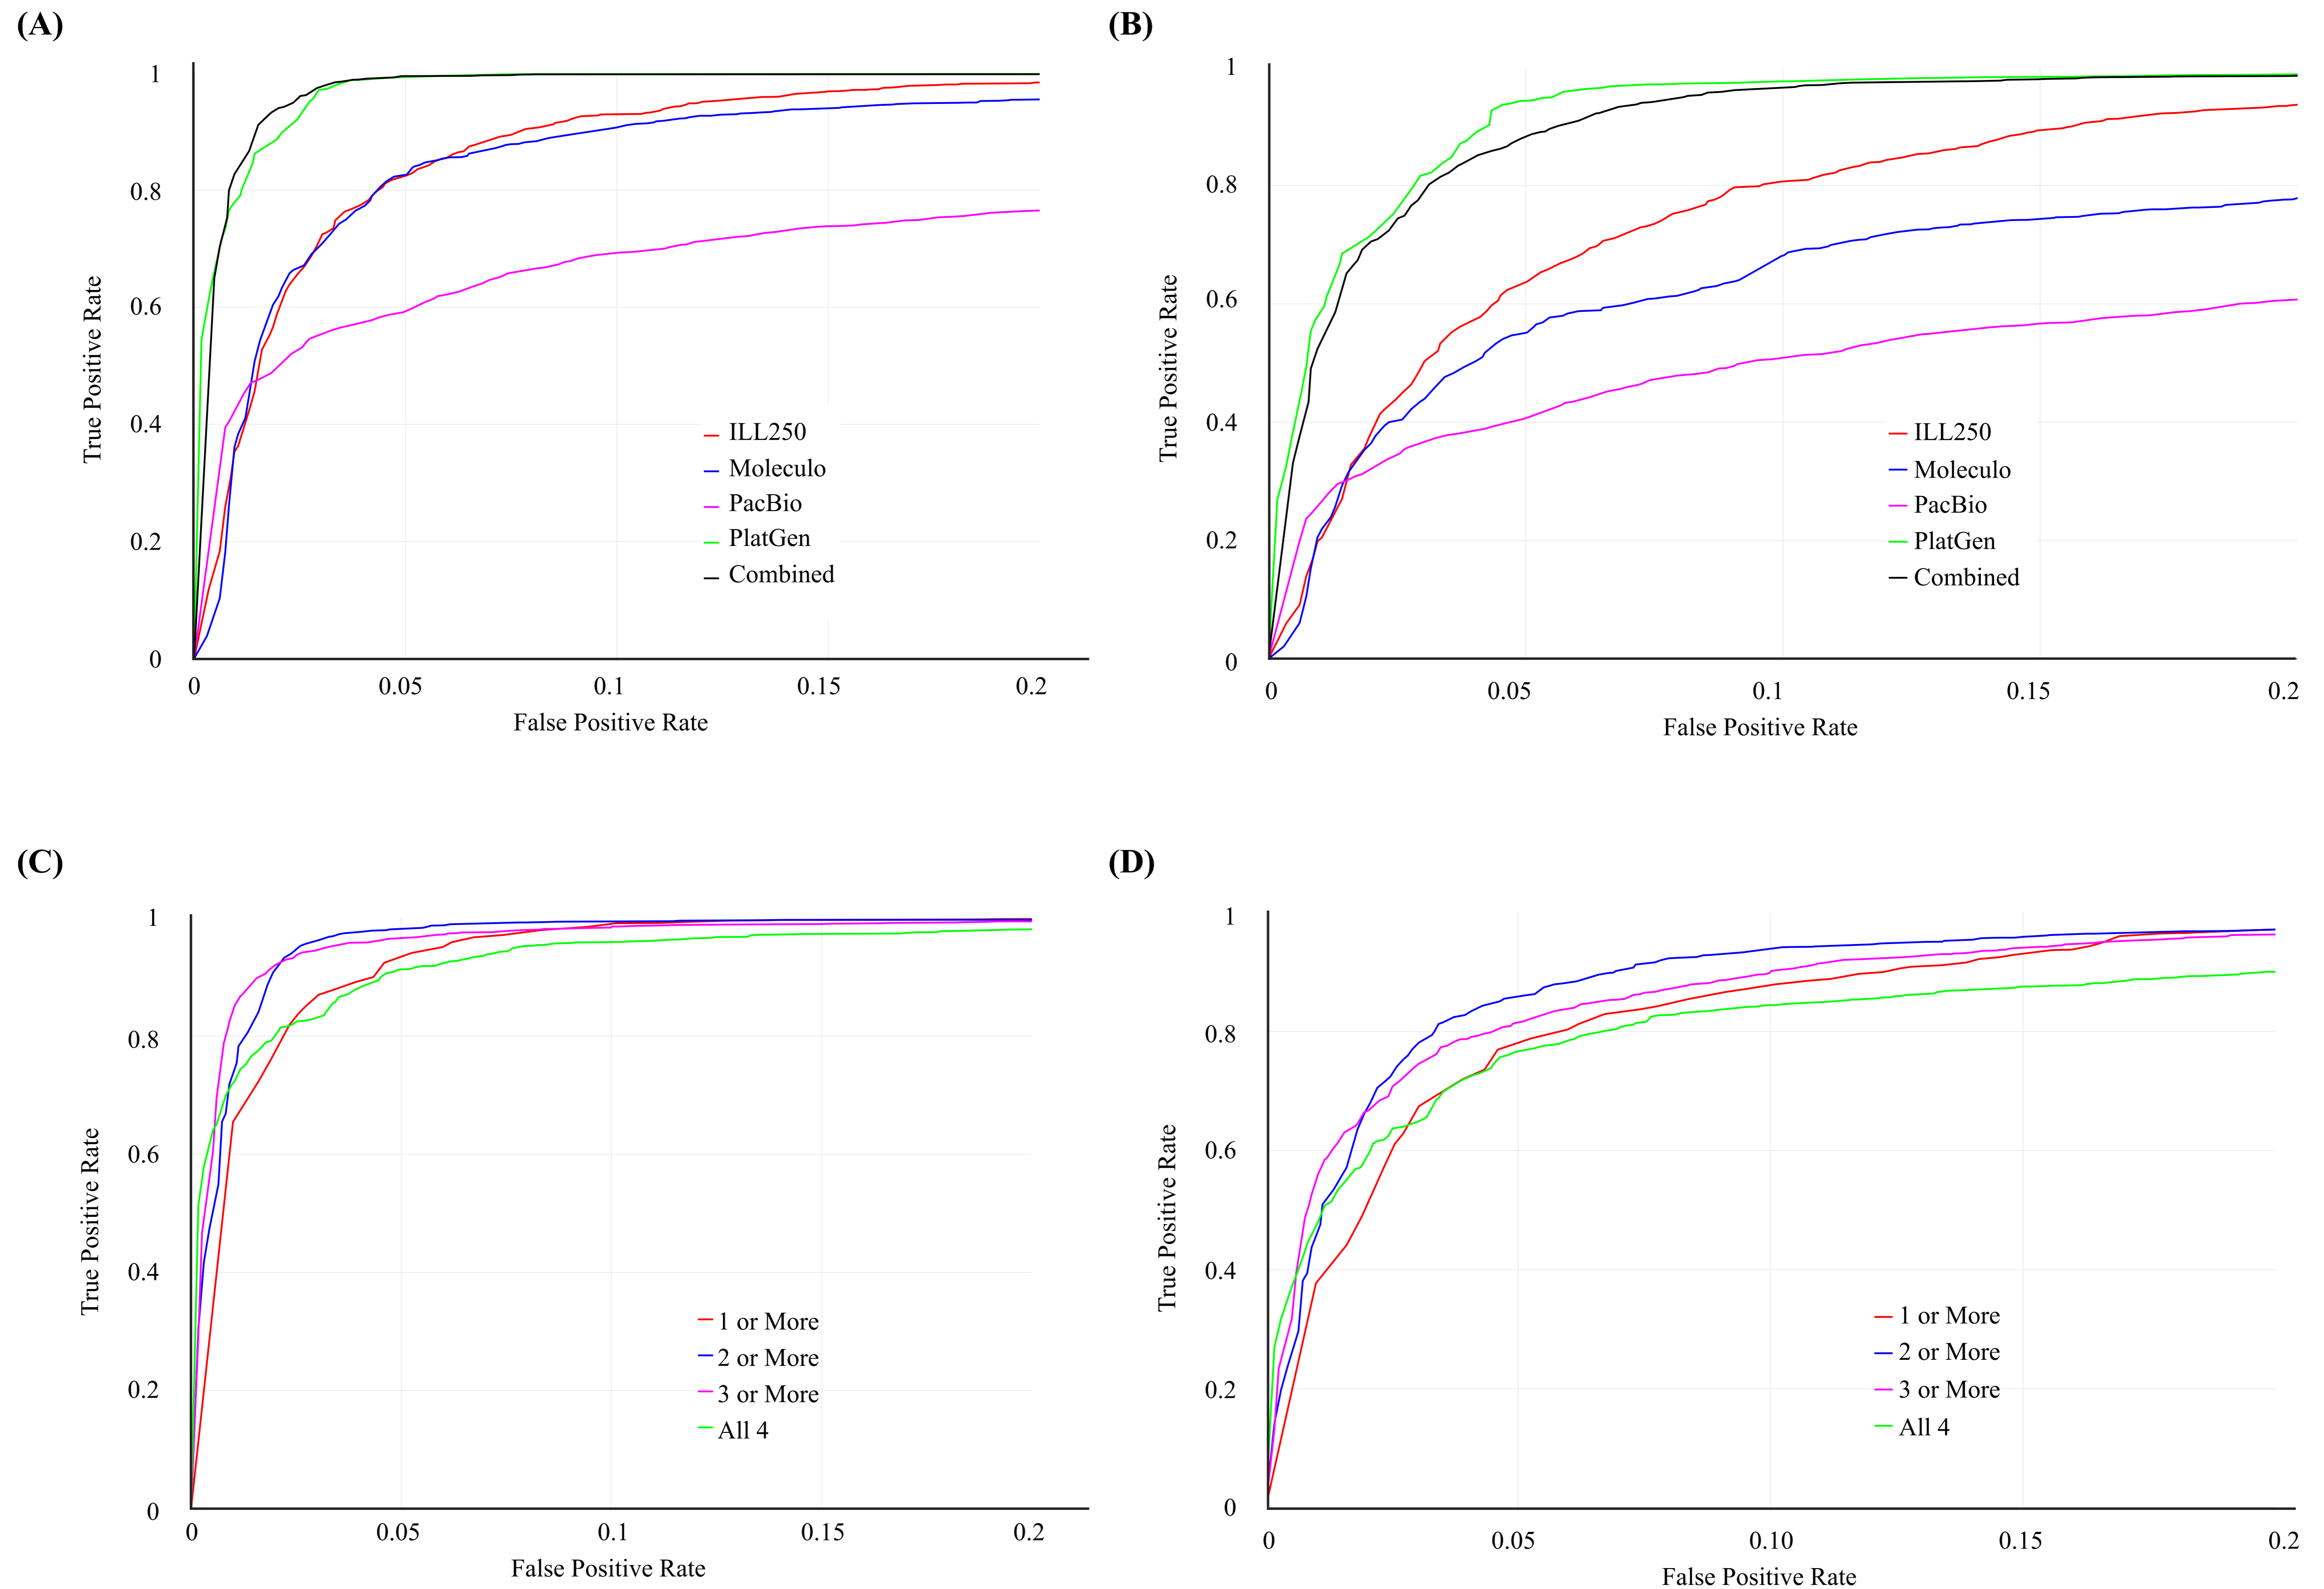 (A)
1
0.8
0.6
0.4
0.2
0
True Positive Rate
ILL250
Moleculo
PacBio
PlatGen
Combined
0 0.05 0.1 0.15 0.2
False Positive Rate
(B)
1
0.8
0.6
0.4
0.2
0
True Positive Rate
ILL250
Moleculo
PacBio
PlatGen
Combined
0 0.05 0.1 0.15 0.2
False Positive Rate
(C)
1
0.8
0.6
0.4
0.2
0
True Positive Rate
1 or More
2 or More
3 or More
All 4
0 0.05 0.1 0.15 0.2
False Positive Rate
(D)
1
0.8
0.6
0.4
0.2
0
True Positive Rate
1 or More
2 or More
3 or More
All 4
0 0.05 0.10 0.15 0.2
False Positive Rate